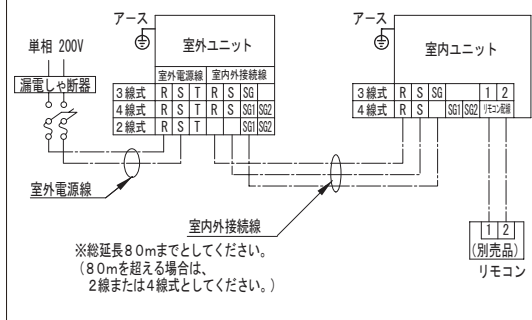 アース
単相 200V
漏電しゃ断器
室外ユニット
室外電源線 室内外接続線
3線式 R S T R S SG
4線式 R S T R S SG1 SG2
2線式 R S T SG1 SG2
アース
室内ユニット
3線式 R S SG 1 2
4線式 R S SG1 SG2 リモコン配線
室外電源線
室内外接続線
※総延長80mまでとしてください。
(80mを超える場合は、
2線または4線式としてください。)
1 2
(別売品)
リモコン